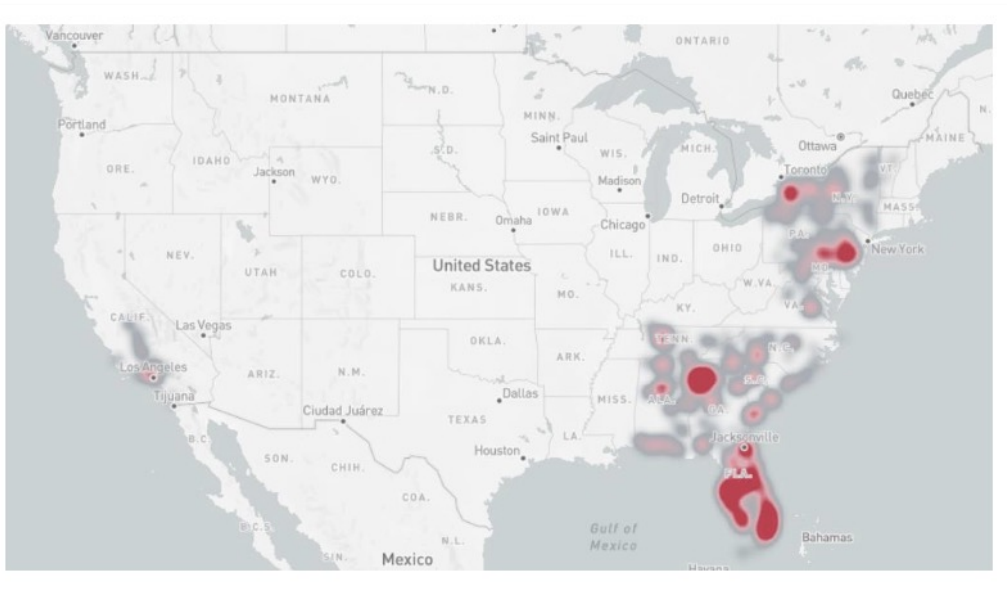 Vancouver
ONTARIO
WASH.
MONTANA
N.D.
Quebec
N.
MINN.
Portland
Saint Paul
Ottawa
MAINE
S.D.
WIS.
MICH.
ORE.
IDAHO
Jackson
WYO.
Toronto
VT.
Madison
Detroit
N.Y.
MASS.
NEBR.
IOWA
Omaha
Chicago
PA.
New York
NEV.
OHIO
ILL.
IND.
United States
UTAH
COLO.
MD.
KANS.
W.VA
MO.
VA.
KY.
CALIF.
Las Vegas
TENN
OKLA.
N.C.
ARK.
Los Angeles
ARIZ.
N.M.
S.C.
Tijuana
Dallas
MISS.
ALA.
GA.
Ciudad Juárez
TEXAS
B.C.
LA.
Jacksonville
Houston
SON.
CHIH.
FLA.
COA.
B.C.S.
Gulf of
Mexico
Bahamas
N.L.
SIN.
Mexico
Havana